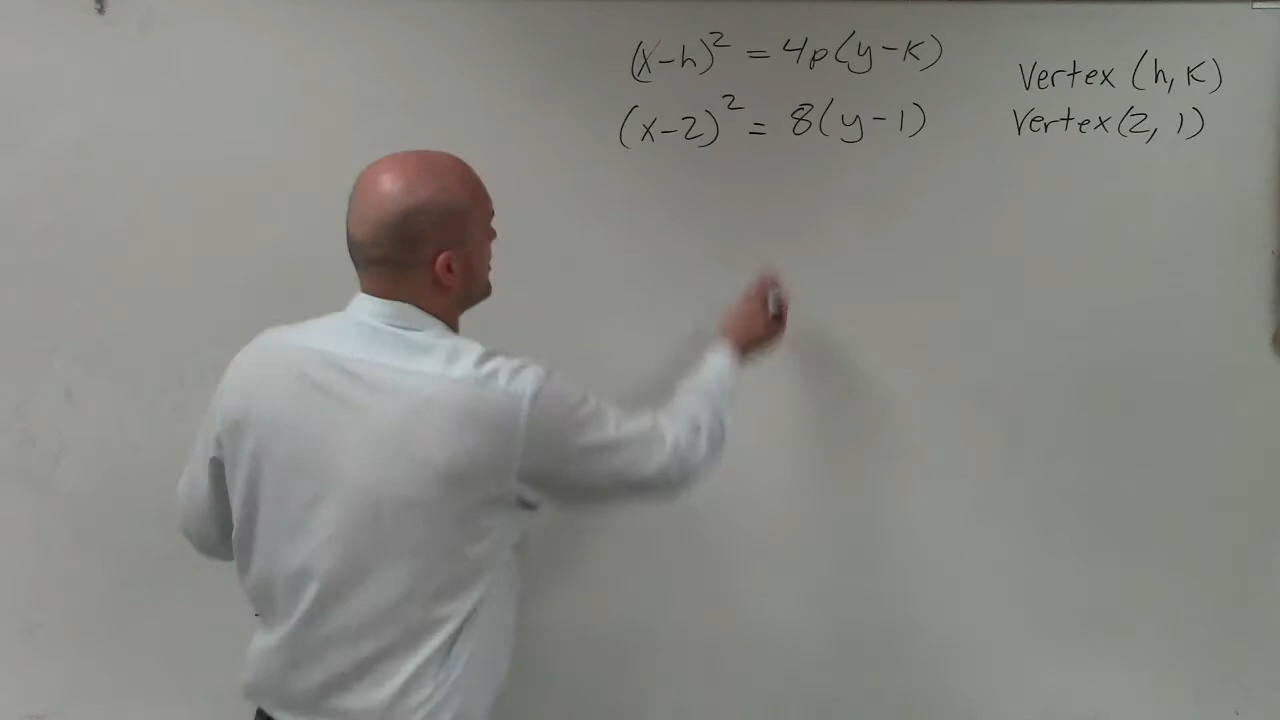 (x-h)² = 4p(y-k)
Vertex (h, k)
(x-2)² = 8(y-1)
Vertex(2, 1)